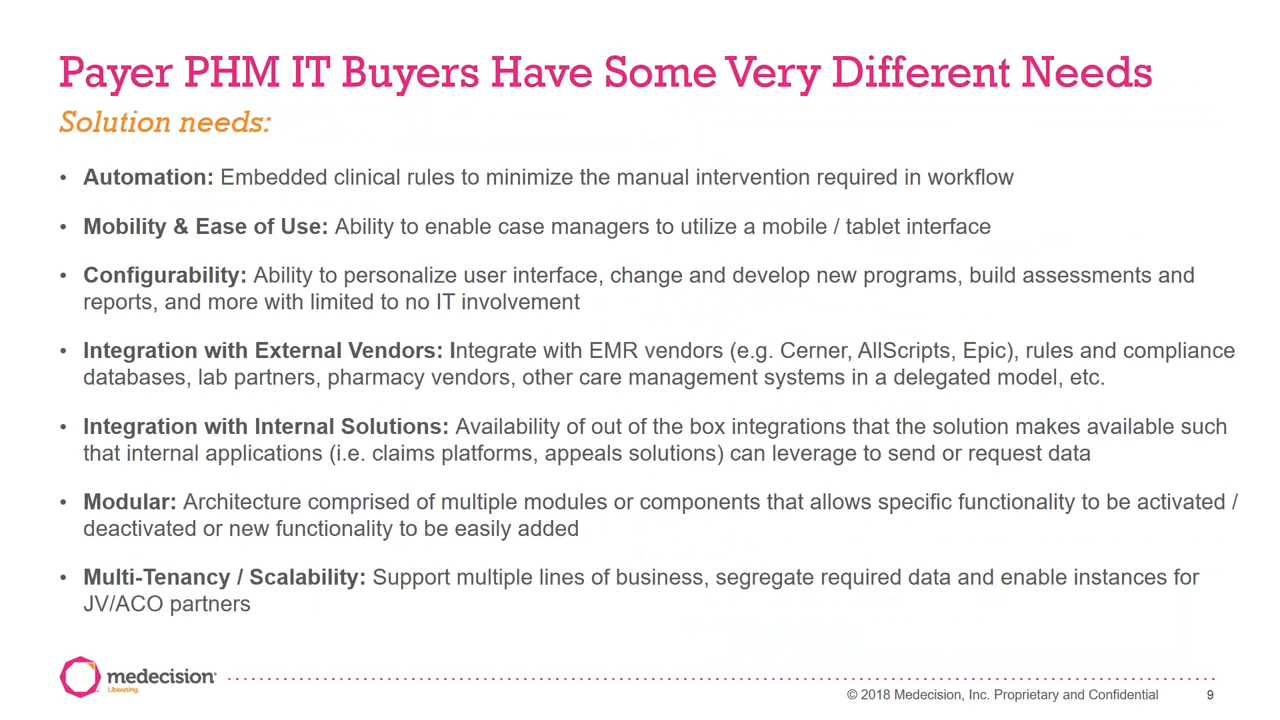 Payer PHM IT Buyers Have Some Very Different Needs
Solution needs:
• Automation: Embedded clinical rules to minimize the manual intervention required in workflow
• Mobility & Ease of Use: Ability to enable case managers to utilize a mobile / tablet interface
• Configurability: Ability to personalize user interface, change and develop new programs, build assessments and
reports, and more with limited to no IT involvement
• Integration with External Vendors: Integrate with EMR vendors (e.g. Cerner, AllScripts, Epic), rules and compliance
databases, lab partners, pharmacy vendors, other care management systems in a delegated model, etc.
• Integration with Internal Solutions: Availability of out of the box integrations that the solution makes available such
that internal applications (i.e. claims platforms, appeals solutions) can leverage to send or request data
• Modular: Architecture comprised of multiple modules or components that allows specific functionality to be activated /
deactivated or new functionality to be easily added
• Multi-Tenancy / Scalability: Support multiple lines of business, segregate required data and enable instances for
JV/ACO partners
medecision
Liberating.
© 2018 Medecision, Inc. Proprietary and Confidential 9